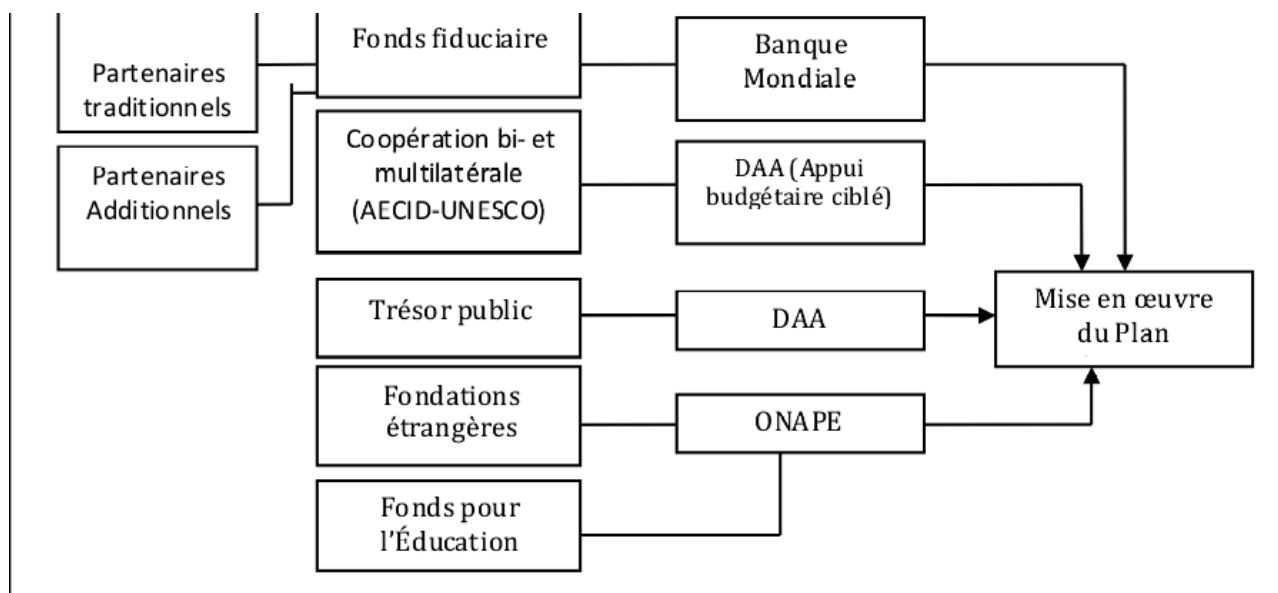 Partenaires
traditionnels
Partenaires
Additionnels
Fonds fiduciaire
Coopération bi- et
multilatérale
(AECID-UNESCO)
Trésor public
Fondations
étrangères
Fonds pour
l'Éducation
Banque
Mondiale
DAA (Appui
budgétaire ciblé)
DAA
ONAPE
Mise en œuvre
du Plan